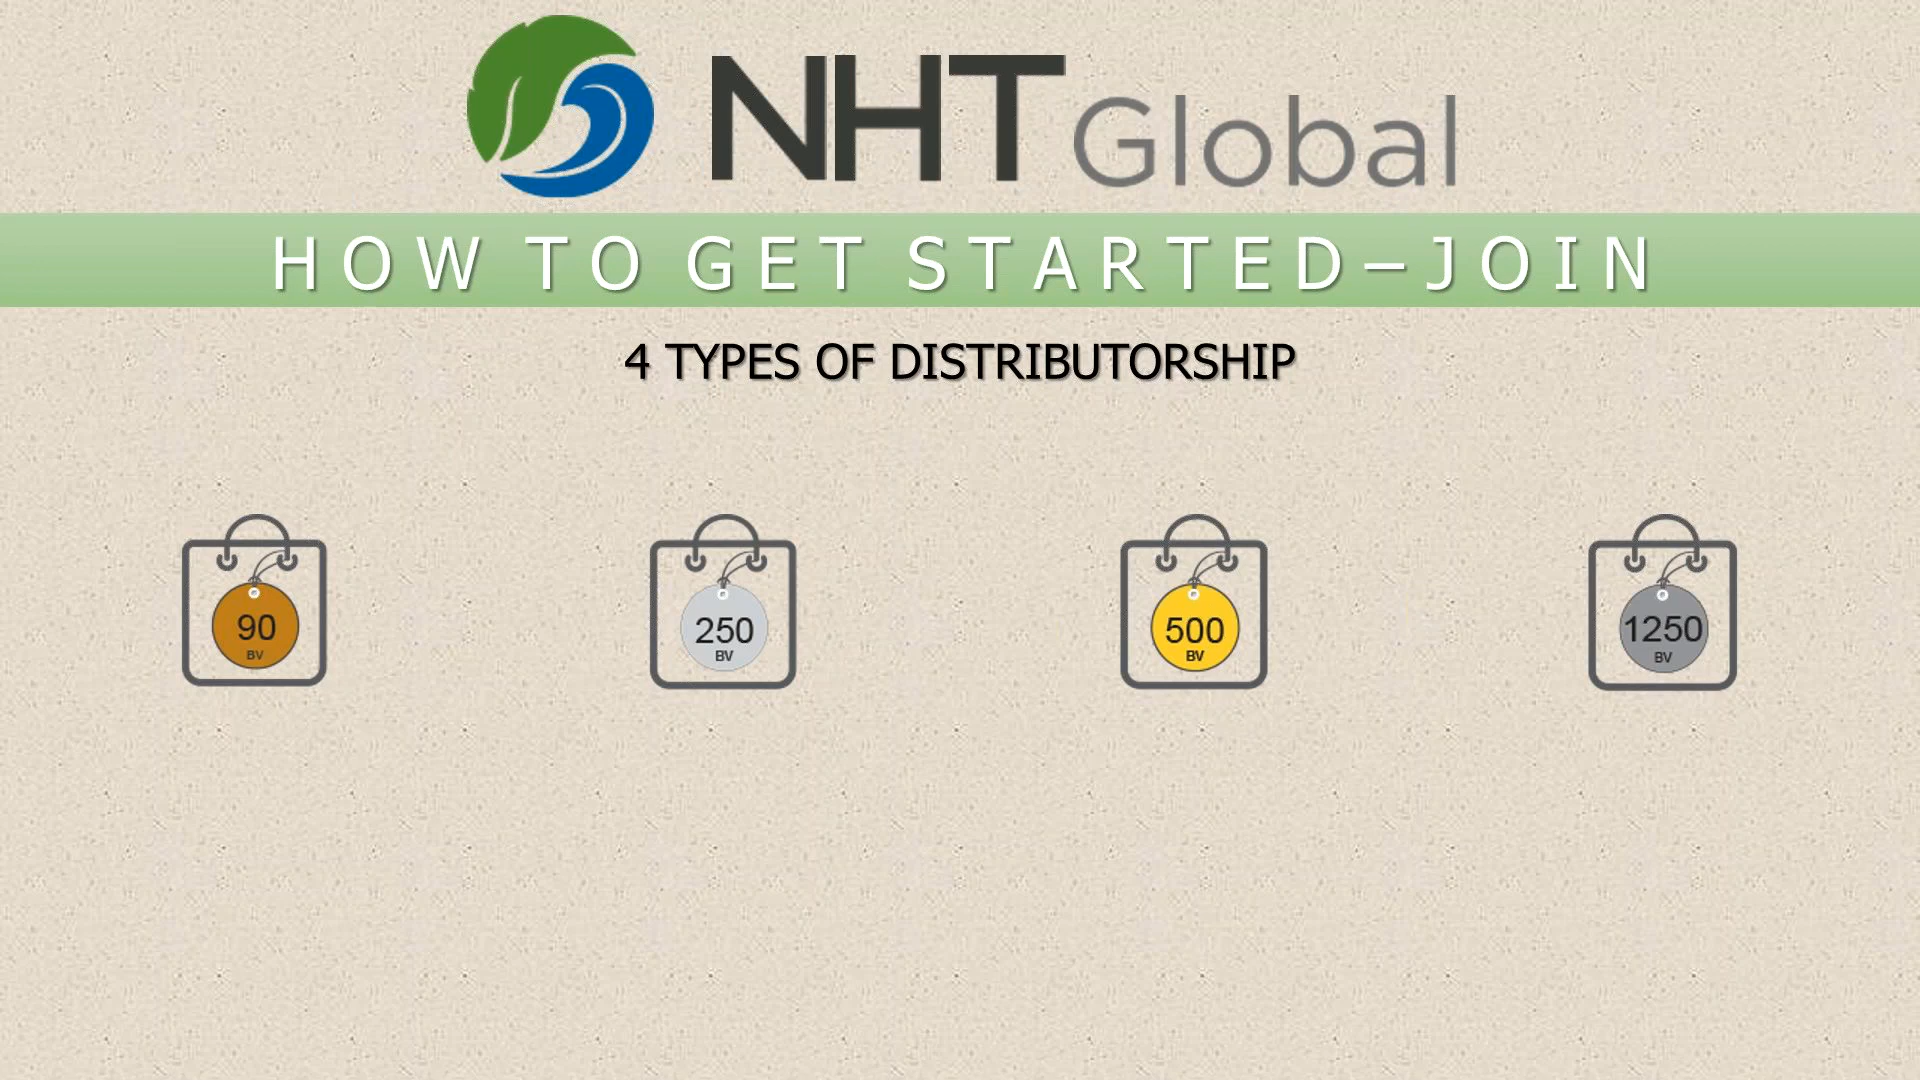 NHT Global
HOW TO GET STARTED–JOIN
4 TYPES OF DISTRIBUTORSHIP
90
BV
250
BV
500
BV
1250
BV